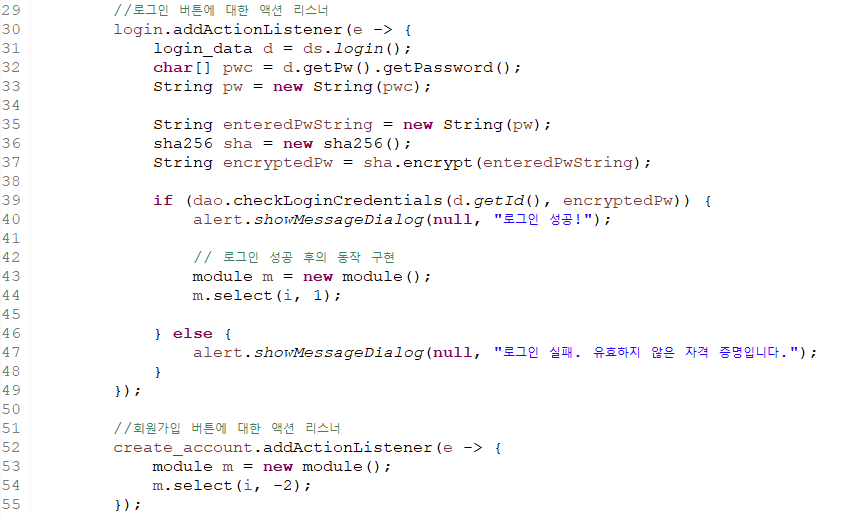 29 //로그인 버튼에 대한 액션 리스너
30 login.addActionListener(e -> {
31 login_data d = ds.login();
32 char[] pwc = d.getPw().getPassword();
33 String pw = new String(pwc);
34
35 String enteredPwString = new String(pw);
36 sha256 sha = new sha256();
37 String encryptedPw = sha.encrypt(enteredPwString);
38
39 if (dao.checkLoginCredentials(d.getId(), encryptedPw)) {
40 alert.showMessageDialog(null, "로그인 성공!");
41
42 // 로그인 성공 후의 동작 구현
43 module m = new module();
44 m.select(i, 1);
45
46 } else {
47 alert.showMessageDialog(null, "로그인 실패. 유효하지 않은 자격 증명입니다.");
48 }
49 });
50
51 //회원가입 버튼에 대한 액션 리스너
52 create_account.addActionListener(e -> {
53 module m = new module();
54 m.select(i, -2);
55 });